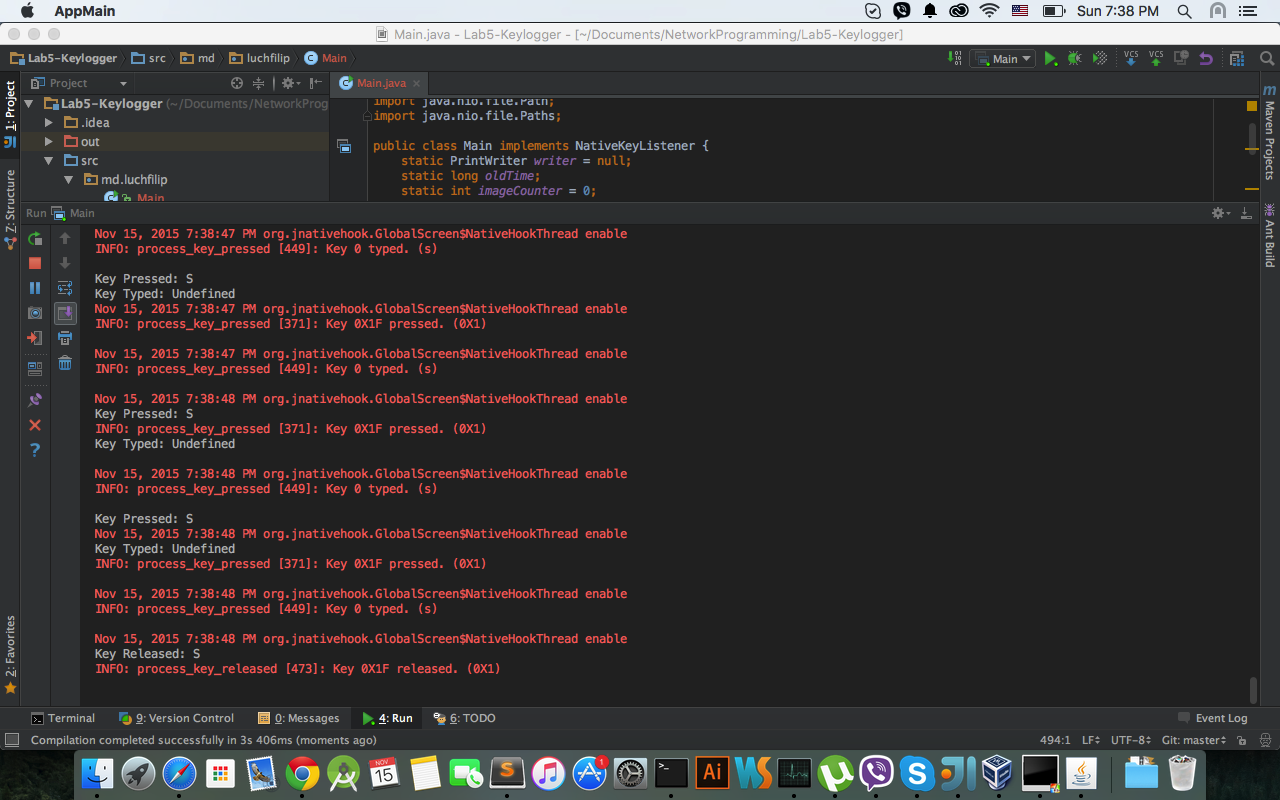 AppMain
Sun 7:38 PM
Main.java - Lab5-Keylogger - [~/Documents/NetworkProgramming/Lab5-Keylogger]
Lab5-Keylogger src md luchfilip Main
Main
VCS VCS
1: Project
Project
Main.java
Lab5-Keylogger (~/Documents/NetworkProg
.idea
out
src
md.luchfilip
Main
import java.nio.file.Path;
import java.nio.file.Paths;
public class Main implements NativeKeyListener {
static PrintWriter writer = null;
static long oldTime;
static int imageCounter = 0;
Maven Projects
Ant Build
Z: Structure
2: Favorites
Run Main
Nov 15, 2015 7:38:47 PM org.jnativehook.GlobalScreen$NativeHookThread enable
INFO: process_key_pressed [449]: Key 0 typed. (s)
Key Pressed: S
Key Typed: Undefined
Nov 15, 2015 7:38:47 PM org.jnativehook.GlobalScreen$NativeHookThread enable
INFO: process_key_pressed [371]: Key 0X1F pressed. (0X1)
Nov 15, 2015 7:38:47 PM org.jnativehook.GlobalScreen$NativeHookThread enable
INFO: process_key_pressed [449]: Key 0 typed. (s)
Nov 15, 2015 7:38:48 PM org.jnativehook.GlobalScreen$NativeHookThread enable
Key Pressed: S
INFO: process_key_pressed [371]: Key 0X1F pressed. (0X1)
Key Typed: Undefined
Nov 15, 2015 7:38:48 PM org.jnativehook.GlobalScreen$NativeHookThread enable
INFO: process_key_pressed [449]: Key 0 typed. (s)
Key Pressed: S
Nov 15, 2015 7:38:48 PM org.jnativehook.GlobalScreen$NativeHookThread enable
Key Typed: Undefined
INFO: process_key_pressed [371]: Key 0X1F pressed. (0X1)
Nov 15, 2015 7:38:48 PM org.jnativehook.GlobalScreen$NativeHookThread enable
INFO: process_key_pressed [449]: Key 0 typed. (s)
Nov 15, 2015 7:38:48 PM org.jnativehook.GlobalScreen$NativeHookThread enable
Key Released: S
INFO: process_key_released [473]: Key 0X1F released. (0X1)
Terminal 9: Version Control 0: Messages 4: Run 6: TODO Event Log
Compilation completed successfully in 3s 406ms (moments ago)
494:1 LF UTF-8 Git: master
NOV
15
S
1
Ai
WS